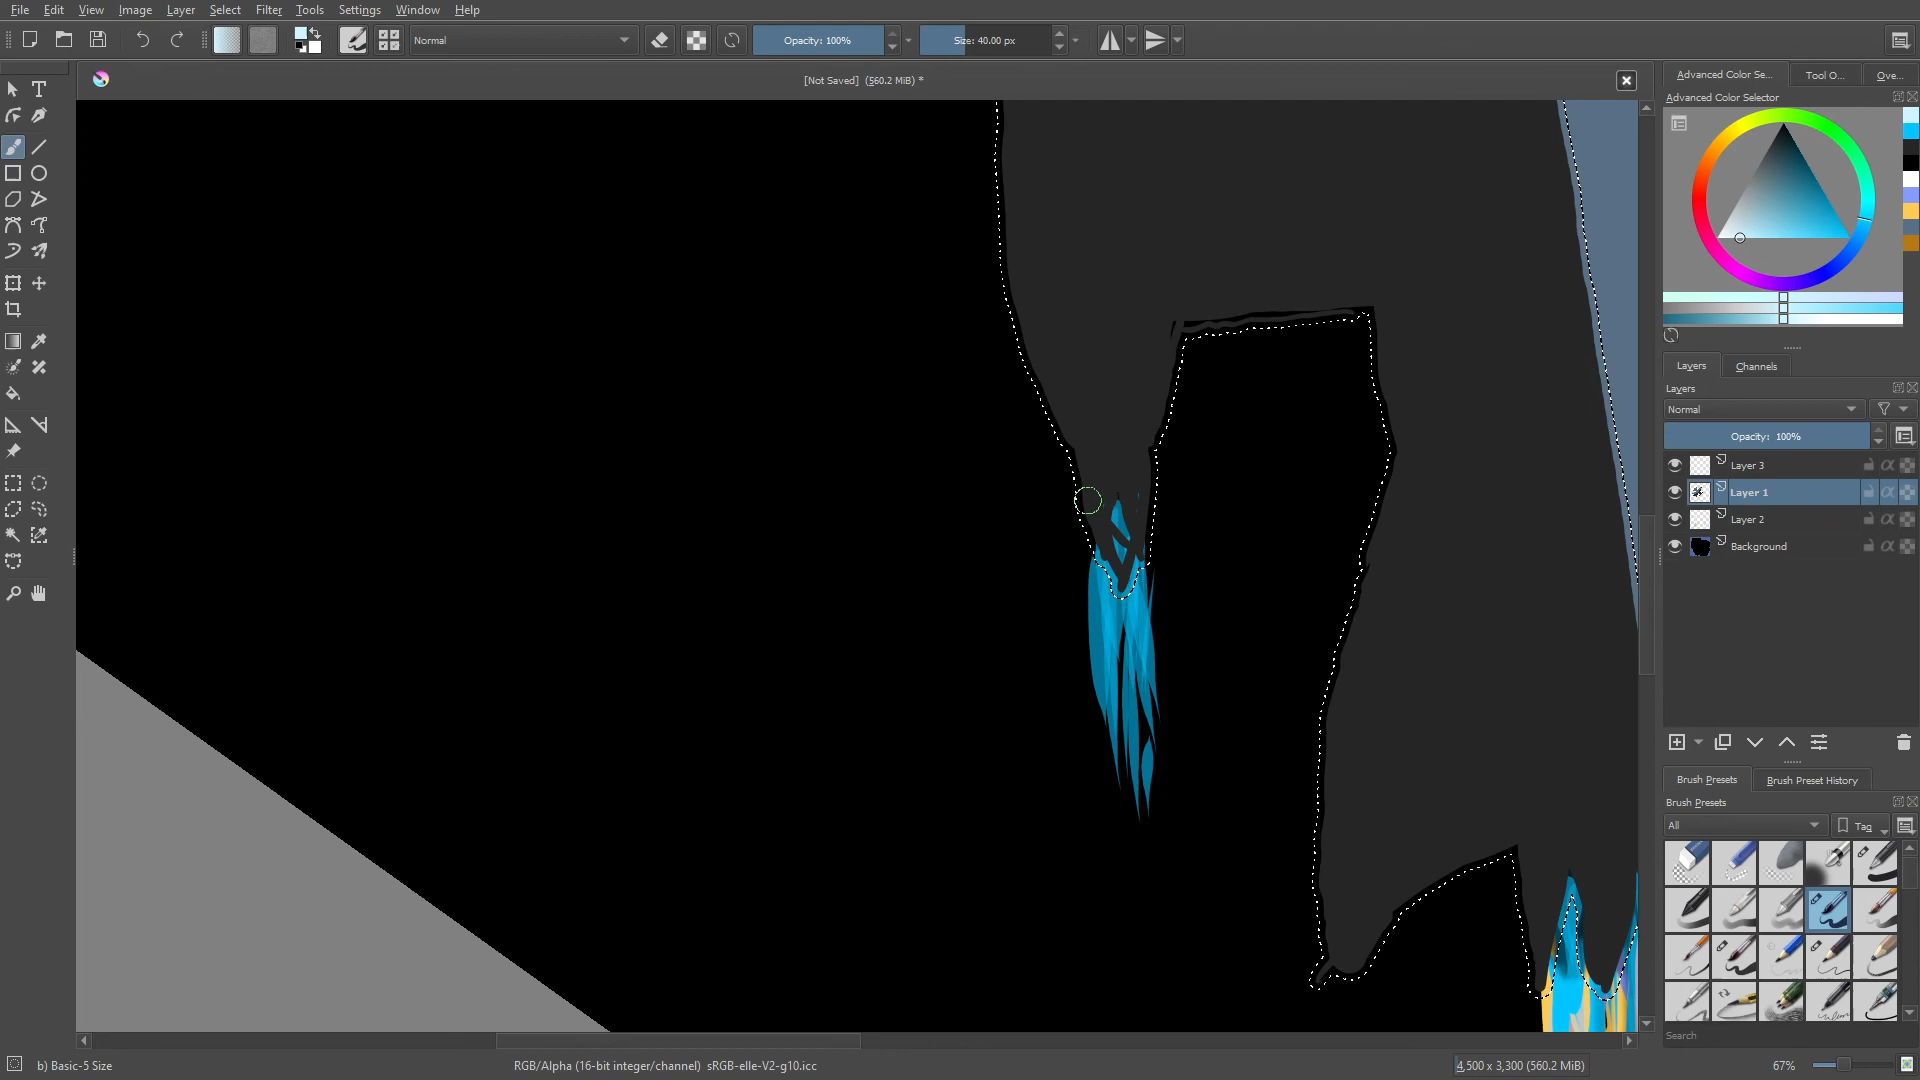 File Edit View Image Layer Select Filter Tools Settings Window Help
Normal
Opacity: 100%
Size: 40.00 px
[Not Saved] (560.2 MiB) *
Advanced Color Se...
Tool O...
Ove...
Advanced Color Selector
Layers
Channels
Layers
Normal
Opacity: 100%
Layer 3
Layer 1
Layer 2
Background
Brush Presets
Brush Preset History
Brush Presets
All
Tag
Search
b) Basic-5 Size
RGB/Alpha (16-bit integer/channel) sRGB-elle-V2-g10.icc
4,500 x 3,300 (560.2 MiB)
67%